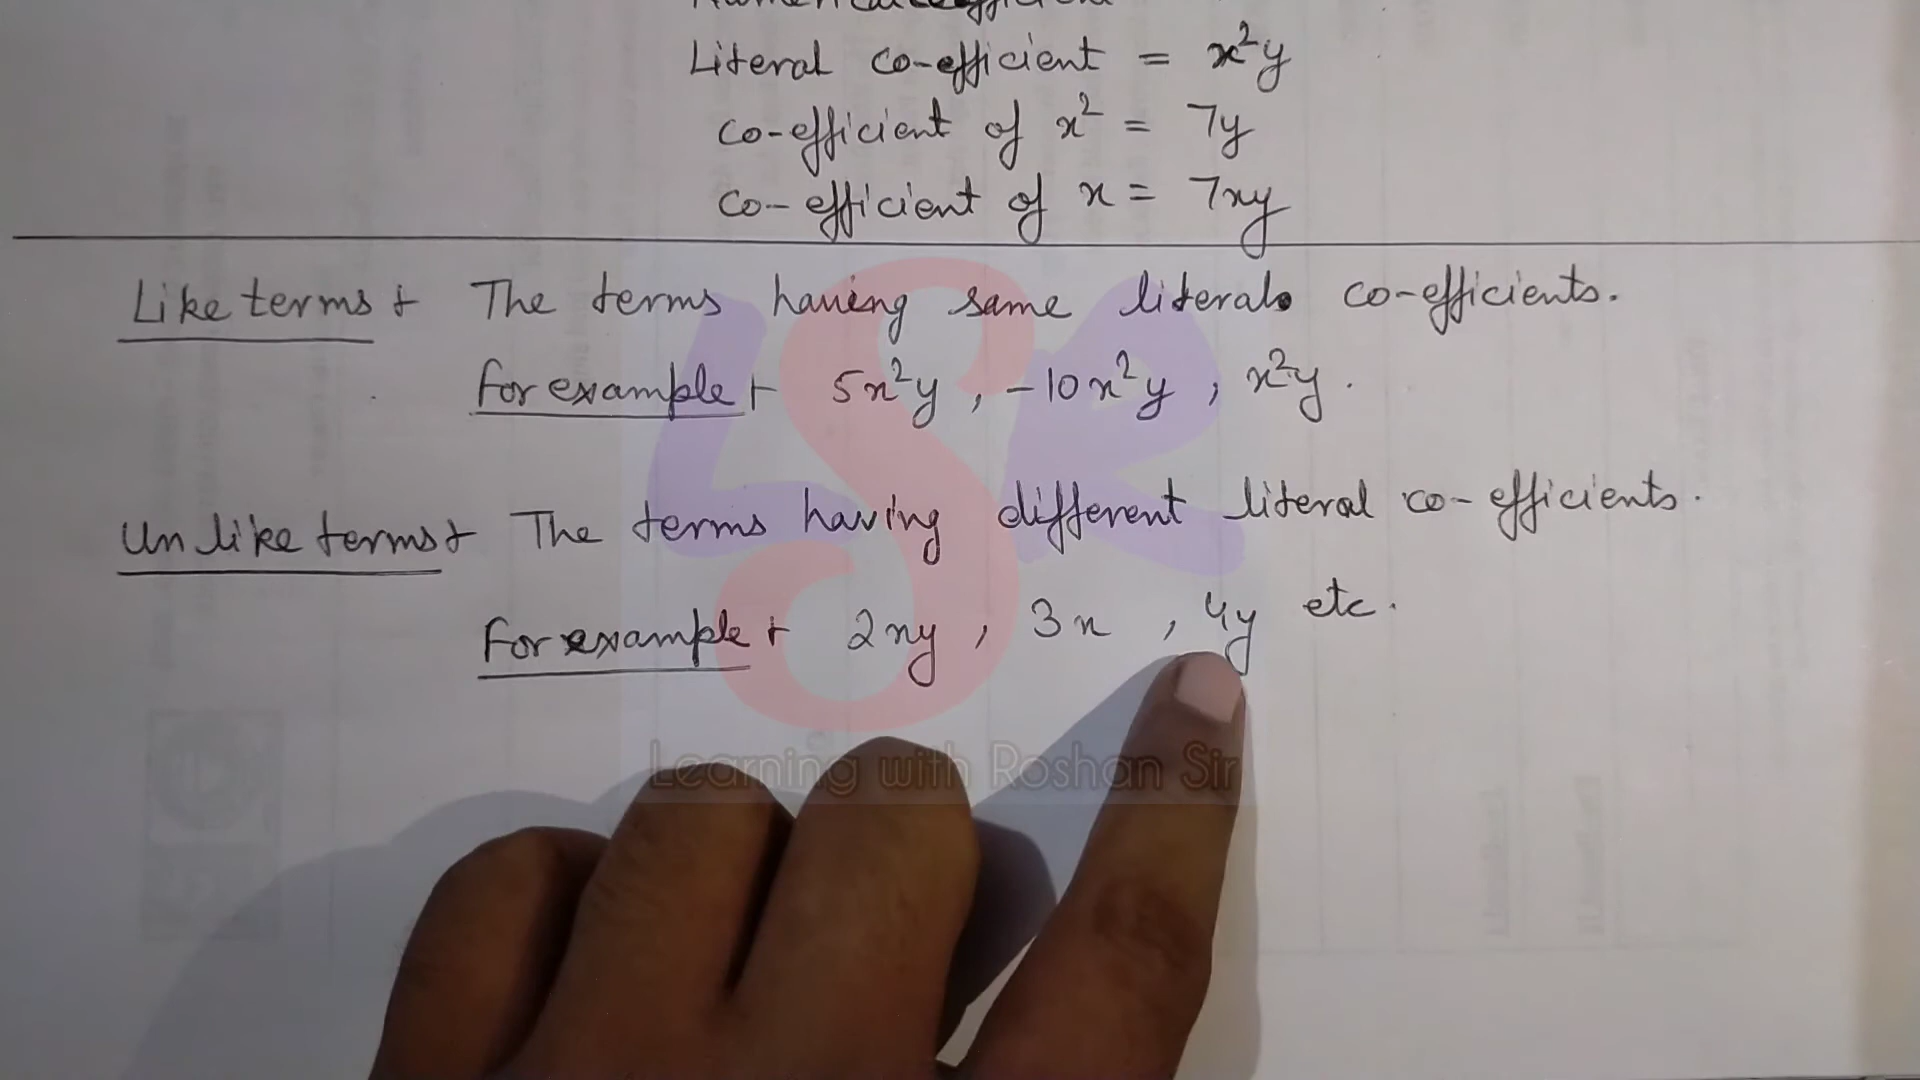 Literal co-efficient = x²y
co-efficient of x² = 7y
co-efficient of x = 7xy
Like terms + The terms having same literals co-efficients.
For example + 5x²y, -10x²y, x²y.
Unlike terms + The terms having different literal co-efficients.
For example + 2xy, 3x, 4y etc.
Learning with Roshan Sir